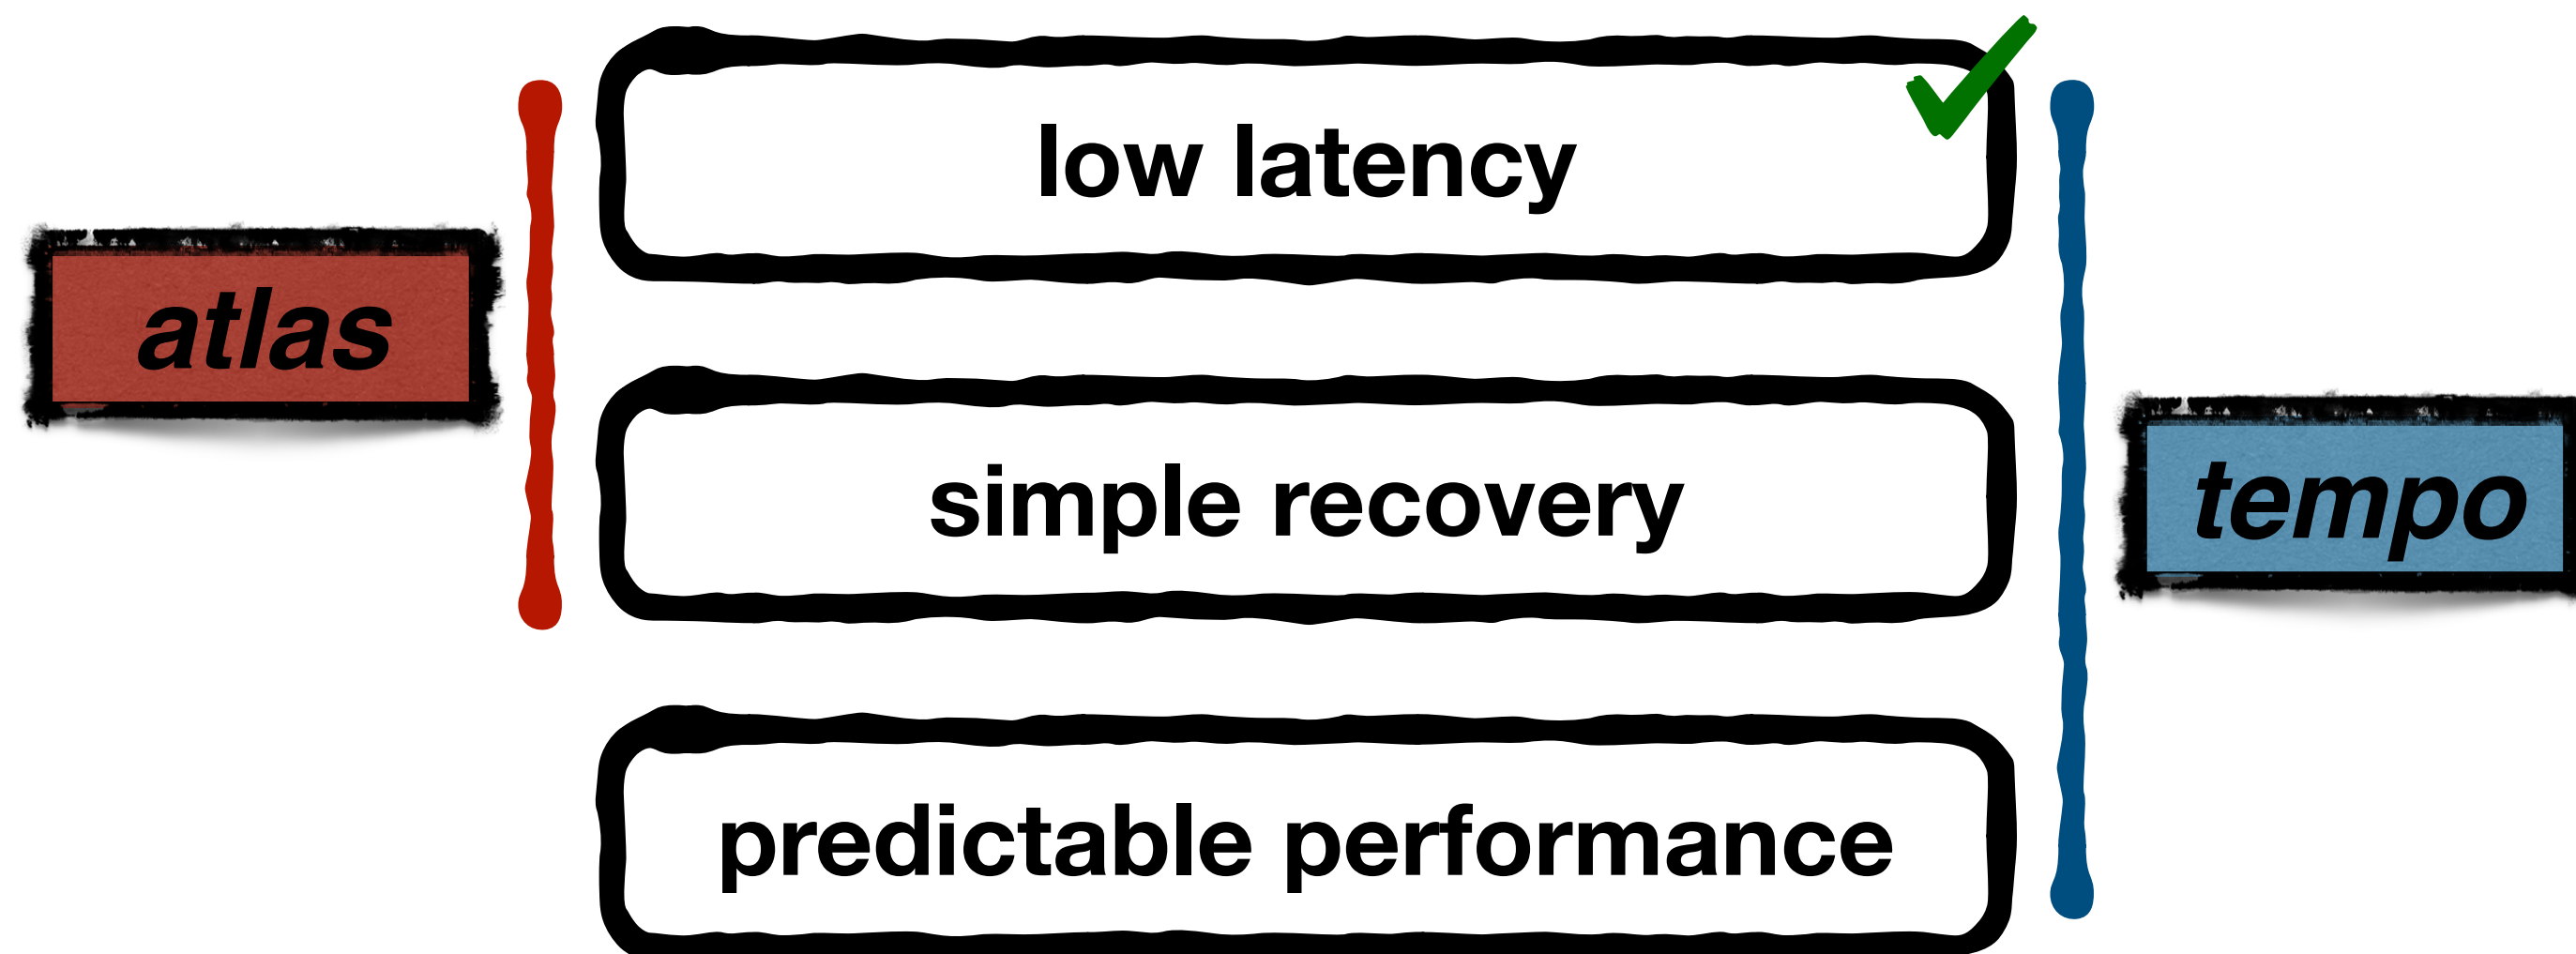 low latency
atlas
simple recovery
tempo
predictable performance